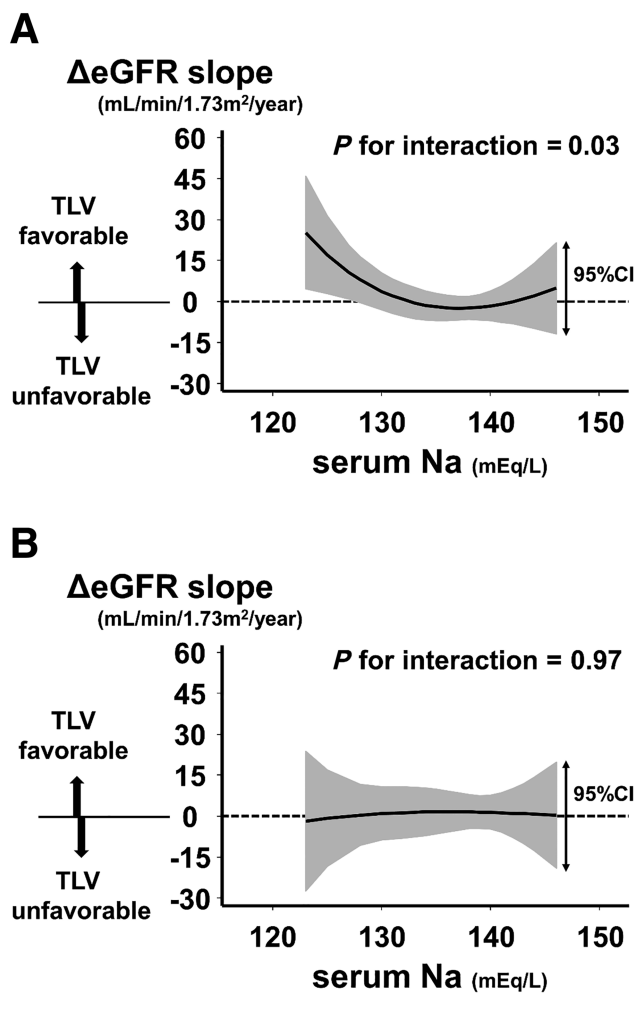 A
ΔeGFR slope
(mL/min/1.73m²/year)
P for interaction = 0.03
60
45
30
15
0
-15
-30
TLV
favorable
TLV
unfavorable
95%CI
120 130 140 150
serum Na (mEq/L)
B
ΔeGFR slope
(mL/min/1.73m²/year)
P for interaction = 0.97
60
45
30
15
0
-15
-30
TLV
favorable
TLV
unfavorable
95%CI
120 130 140 150
serum Na (mEq/L)